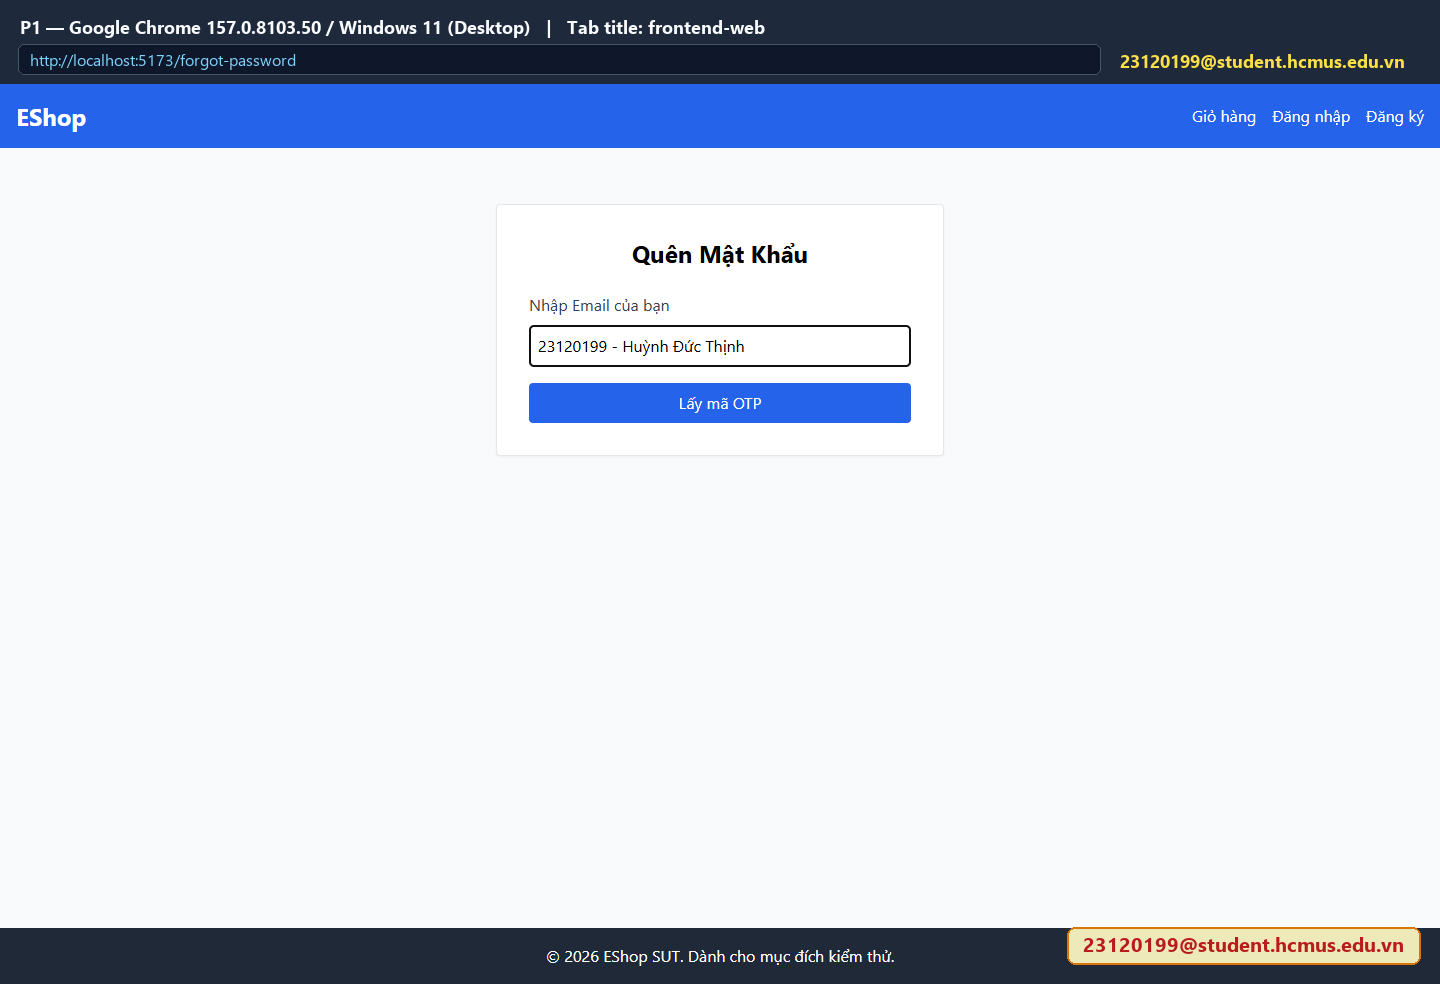 P1 — Google Chrome 157.0.8103.50 / Windows 11 (Desktop) | Tab title: frontend-web
http://localhost:5173/forgot-password
23120199@student.hcmus.edu.vn
EShop
Giỏ hàng Đăng nhập Đăng ký
Quên Mật Khẩu
Nhập Email của bạn
23120199 - Huỳnh Đức Thịnh
Lấy mã OTP
© 2026 EShop SUT. Dành cho mục đích kiểm thử.
23120199@student.hcmus.edu.vn